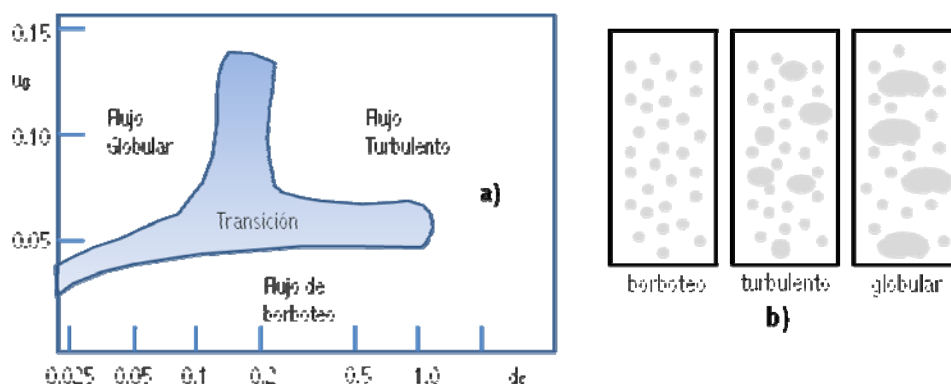 0.15
ug
0.10
0.05
Flujo
Globular
Flujo
Turbulento
a)
Transición
Flujo de
borboteo
0.025 0.05 0.1 0.2 0.5 1.0 dc
borboteo turbulento globular
b)